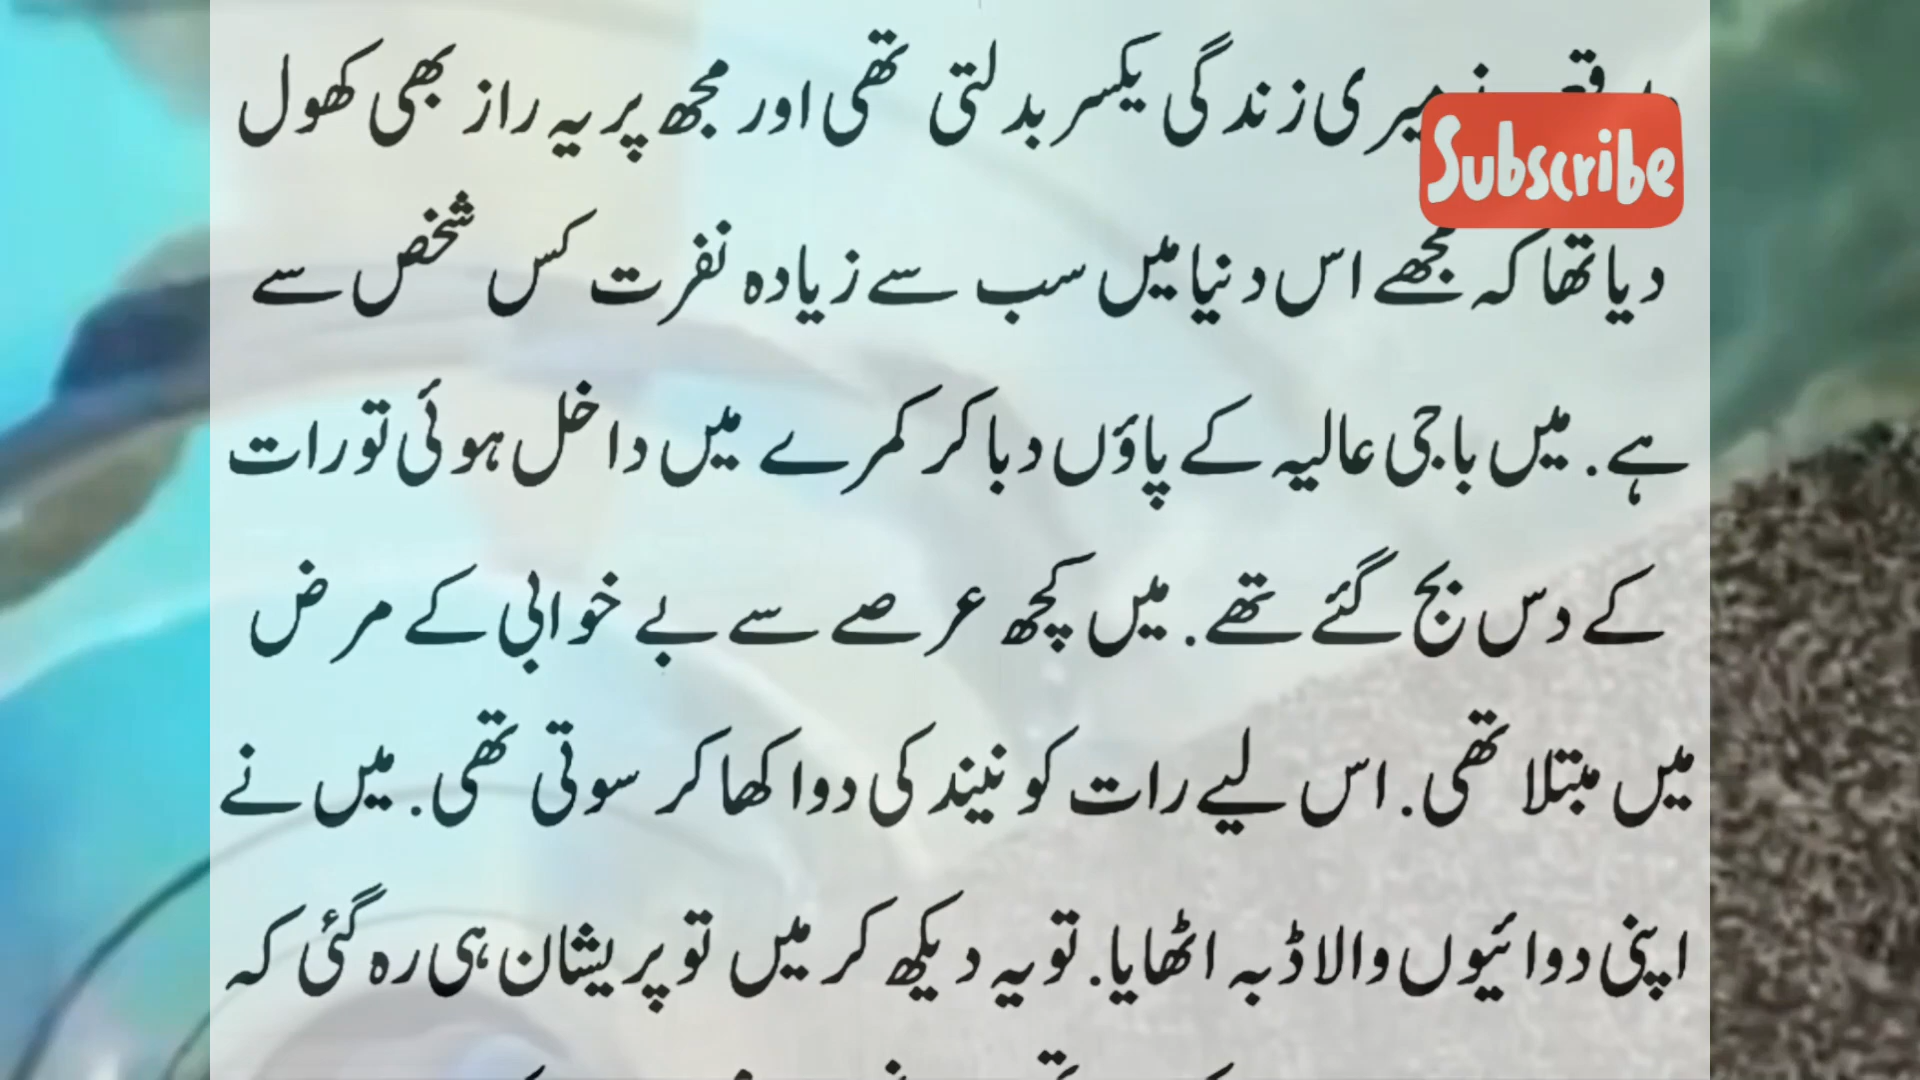 میری زندگی یکسر بدلتی تھی اور مجھ پر یہ راز بھی کھول
Subscribe
دیا تھا کہ مجھے اس دنیا میں سب سے زیادہ نفرت کس شخص سے
ہے. میں باجی عالیہ کے پاؤں دبا کر کمرے میں داخل ہوئی تو رات
کے دس بج گئے تھے. میں کچھ عرصے سے بے خوابی کے مرض
میں مبتلا تھی. اس لیے رات کو نیند کی دوا کھا کر سوتی تھی. میں نے
اپنی دوائیوں والا ڈبہ اٹھایا. تو یہ دیکھ کر میں تو پریشان ہی رہ گئی کہ